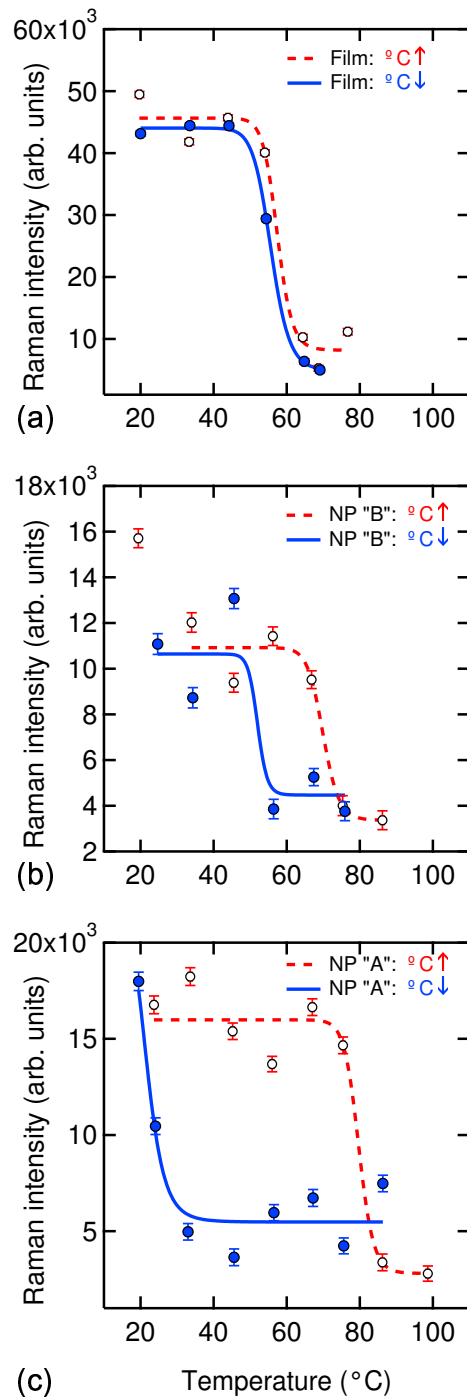 60x10³
Film: ºC↑
Film: ºC↓
50
40
30
20
10
Raman intensity (arb. units)
20 40 60 80 100
(a)
18x10³
NP "B": ºC↑
NP "B": ºC↓
16
14
12
10
8
6
4
2
Raman intensity (arb. units)
20 40 60 80 100
(b)
20x10³
NP "A": ºC↑
NP "A": ºC↓
15
10
5
Raman intensity (arb. units)
20 40 60 80 100
(c) Temperature (°C)